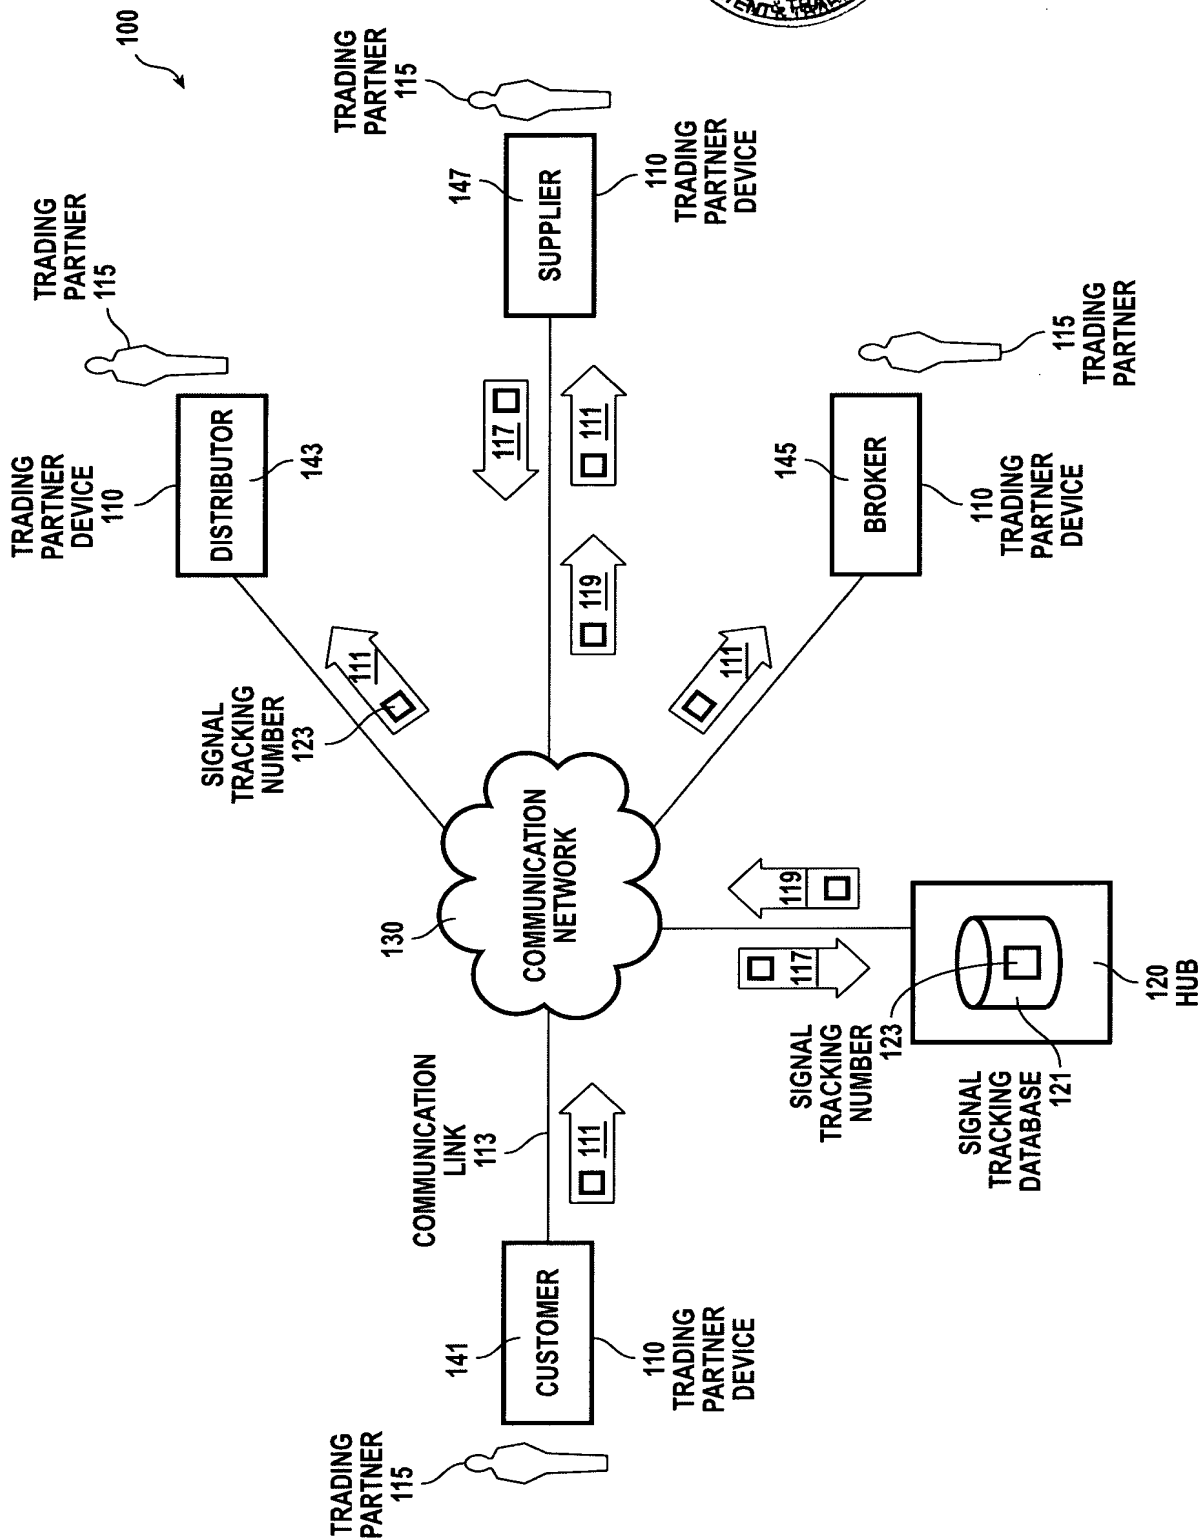 100
TRADING
PARTNER
DEVICE
110
TRADING
PARTNER
115
DISTRIBUTOR
143
SIGNAL
TRACKING
NUMBER
123
111
TRADING
PARTNER
115
141
CUSTOMER
110
TRADING
PARTNER
DEVICE
COMMUNICATION
LINK
113
111
130
COMMUNICATION
NETWORK
117
119
111
TRADING
PARTNER
115
147
SUPPLIER
110
TRADING
PARTNER
DEVICE
111
117
119
SIGNAL
TRACKING
NUMBER
123
SIGNAL
TRACKING
DATABASE
121
120
HUB
145
BROKER
110
TRADING
PARTNER
DEVICE
115
TRADING
PARTNER